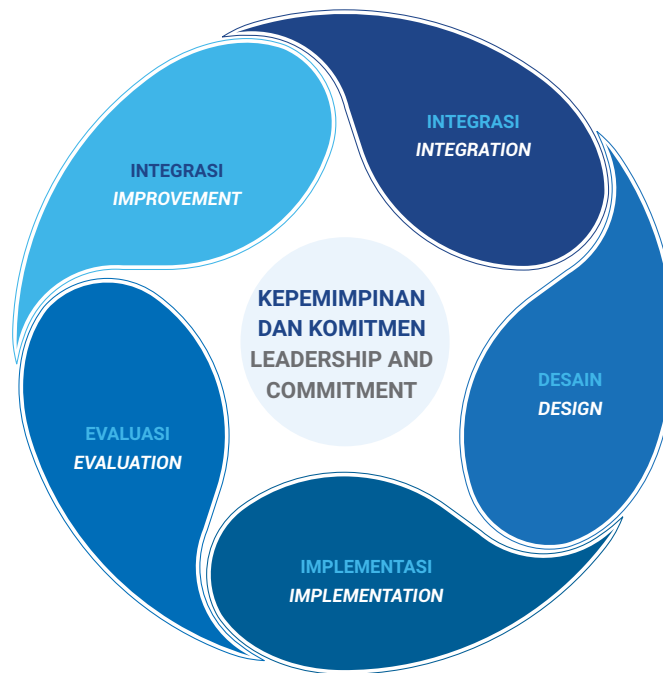 INTEGRASI
INTEGRATION
INTEGRASI
IMPROVEMENT
KEPEMIMPINAN
DAN KOMITMEN
LEADERSHIP AND
COMMITMENT
DESAIN
DESIGN
EVALUASI
EVALUATION
IMPLEMENTASI
IMPLEMENTATION